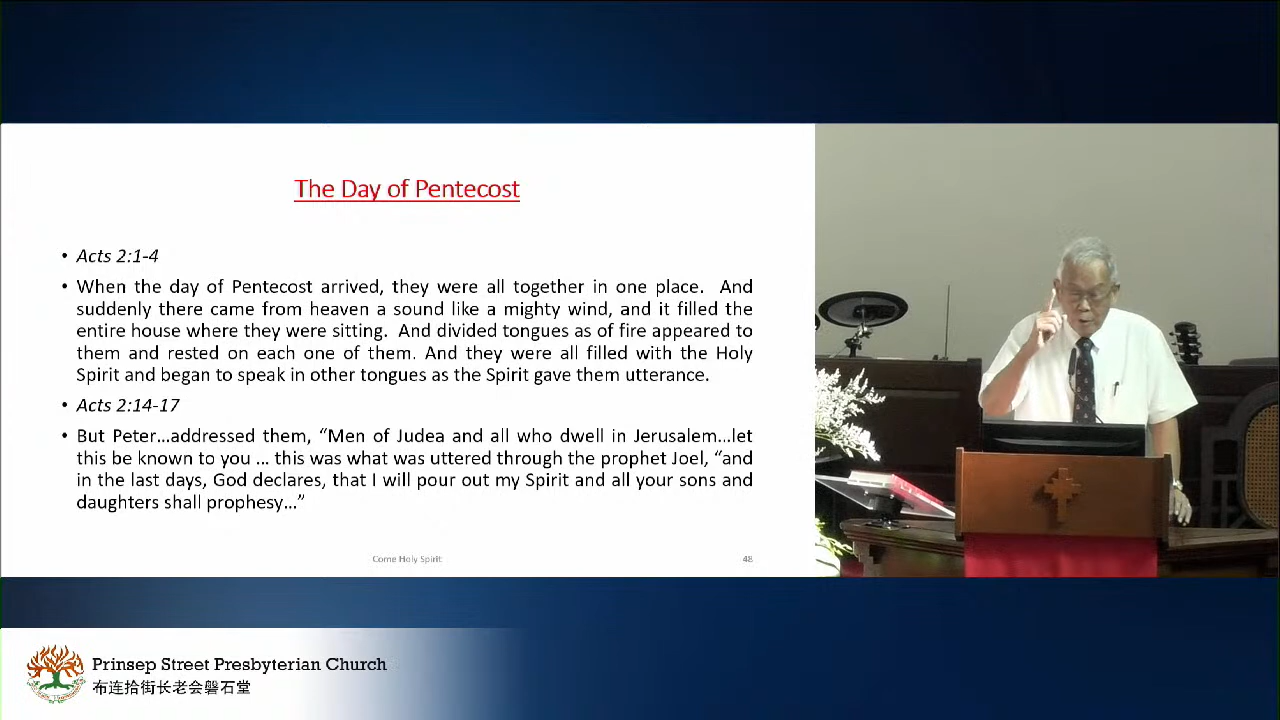 The Day of Pentecost
• Acts 2:1-4
• When the day of Pentecost arrived, they were all together in one place. And
suddenly there came from heaven a sound like a mighty wind, and it filled the
entire house where they were sitting. And divided tongues as of fire appeared to
them and rested on each one of them. And they were all filled with the Holy
Spirit and began to speak in other tongues as the Spirit gave them utterance.
• Acts 2:14-17
• But Peter…addressed them, “Men of Judea and all who dwell in Jerusalem…let
this be known to you … this was what was uttered through the prophet Joel, “and
in the last days, God declares, that I will pour out my Spirit and all your sons and
daughters shall prophesy…”
Come Holy Spirit
48
Prinsep Street Presbyterian Church
布连拾街长老会磐石堂